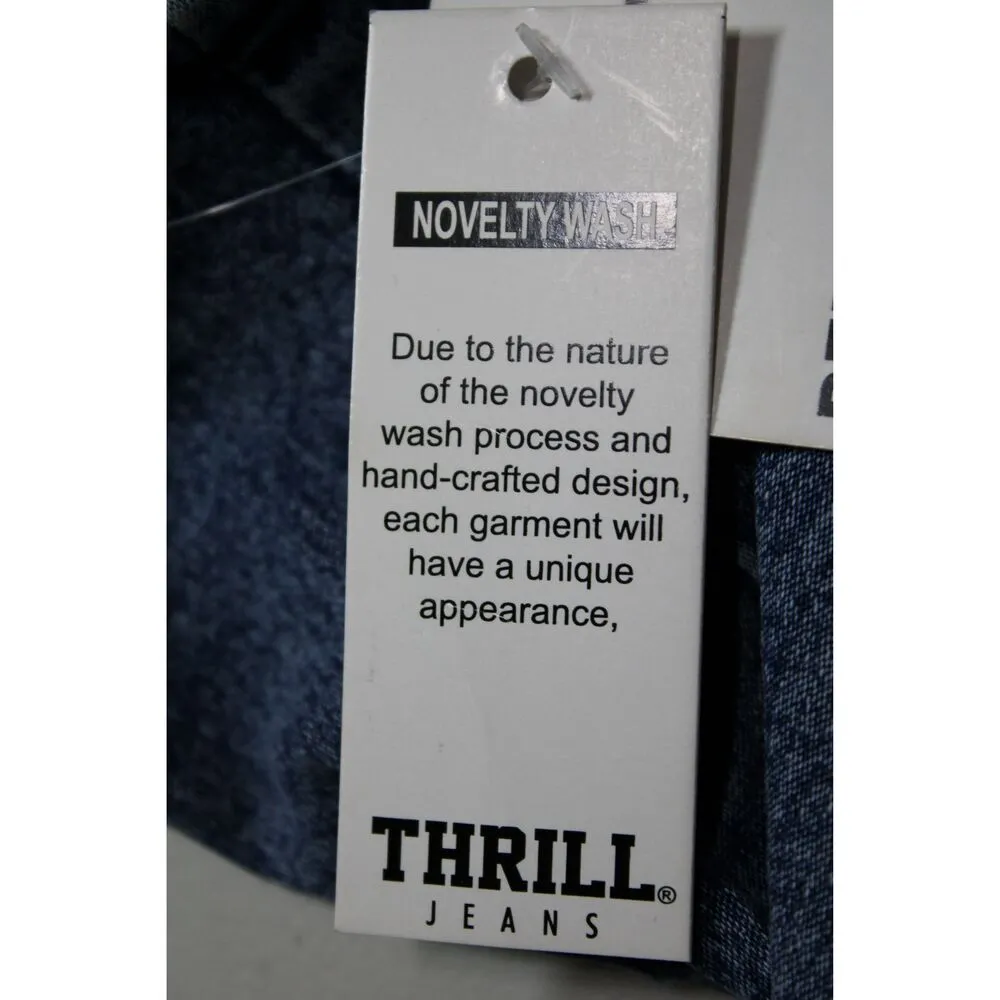 NOVELTY WASH
Due to the nature
of the novelty
wash process and
hand-crafted design,
each garment will
have a unique
appearance,
THRILL®
JEANS